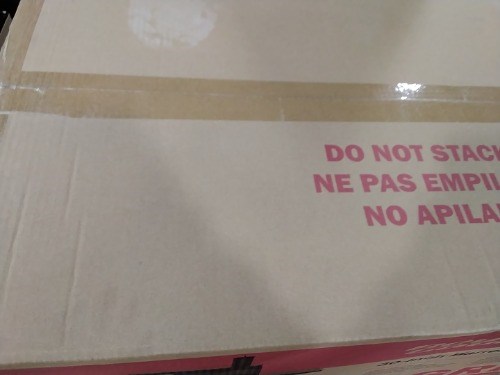 DO NOT STACK
NE PAS EMPIL
NO APILA